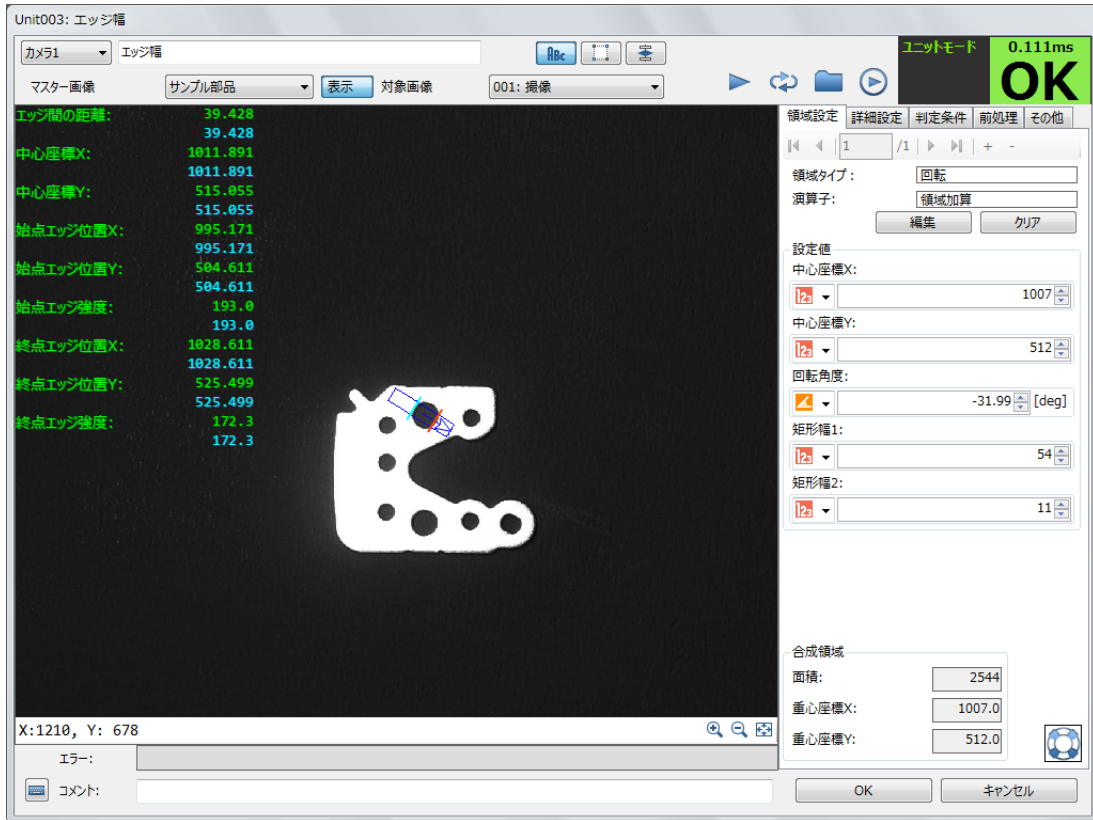 Unit003: エッジ幅
カメラ1 エッジ幅 ABC ユニットモード 0.111ms
OK
マスター画像 サンプル部品 表示 対象画像 001: 撮像
エッジ間の距離: 39.428
39.428
中心座標X: 1011.891
1011.891
中心座標Y: 515.055
515.055
始点エッジ位置X: 995.171
995.171
始点エッジ位置Y: 504.611
504.611
始点エッジ強度: 193.0
193.0
終点エッジ位置X: 1028.611
1028.611
終点エッジ位置Y: 525.499
525.499
終点エッジ強度: 172.3
172.3
X:1210, Y: 678
エラー:
コメント:
領域設定 詳細設定 判定条件 前処理 その他
1 /1 + -
領域タイプ: 回転
演算子: 領域加算
編集 クリア
設定値
中心座標X:
123 1007
中心座標Y:
123 512
回転角度:
-31.99 [deg]
矩形幅1:
123 54
矩形幅2:
123 11
合成領域
面積: 2544
重心座標X: 1007.0
重心座標Y: 512.0
OK キャンセル